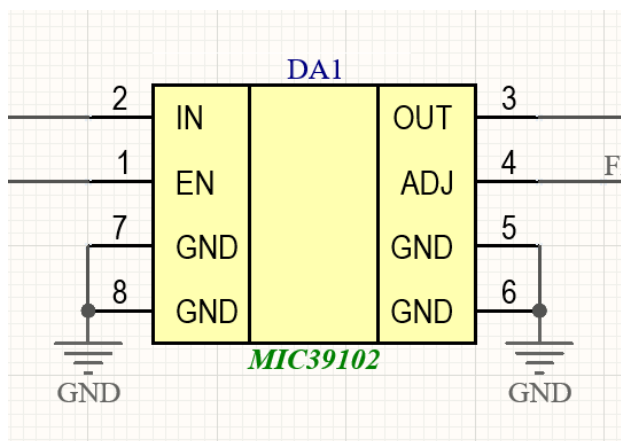 DA1
2 IN OUT 3
1 EN ADJ 4 F
7 GND GND 5
8 GND GND 6
MIC39102
GND GND